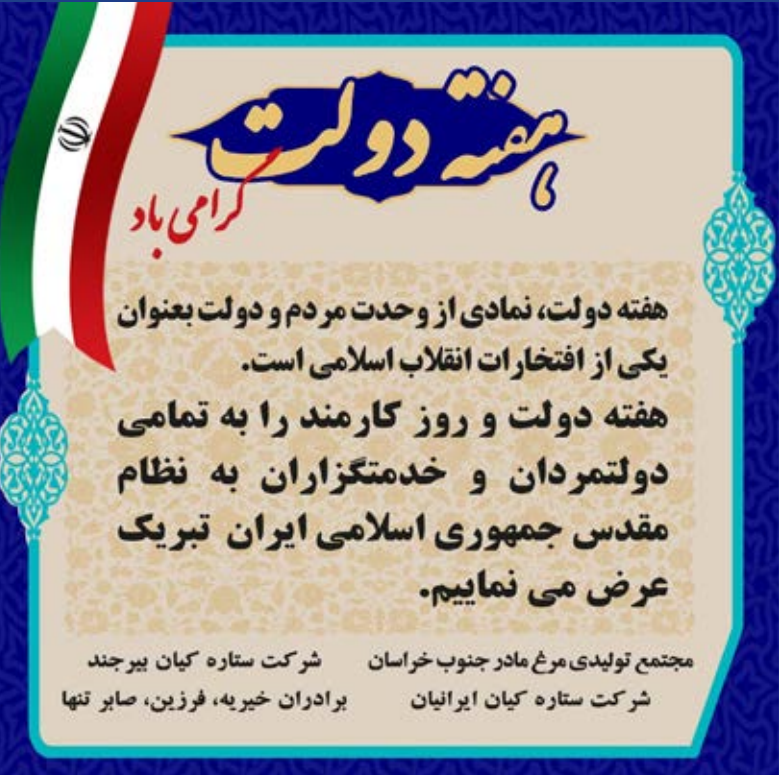 هفته دولت
گرامی باد
هفته دولت، نمادی از وحدت مردم و دولت بعنوان
یکی از افتخارات انقلاب اسلامی است.
هفته دولت و روز کارمند را به تمامی
دولتمردان و خدمتگزاران به نظام
مقدس جمهوری اسلامی ایران تبریک
عرض می نماییم.
مجتمع تولیدی مرغ مادر جنوب خراسان شرکت ستاره کیان بیرجند
شرکت ستاره کیان ایرانیان برادران خیریه، فرزین، صابر تنها